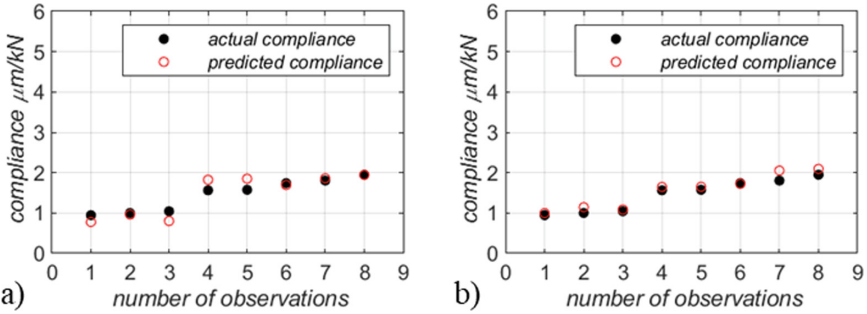 6
5
4
3
2
1
0
compliance μm/kN
actual compliance
predicted compliance
0 1 2 3 4 5 6 7 8 9
number of observations
a)
6
5
4
3
2
1
0
compliance μm/kN
actual compliance
predicted compliance
0 1 2 3 4 5 6 7 8 9
number of observations
b)